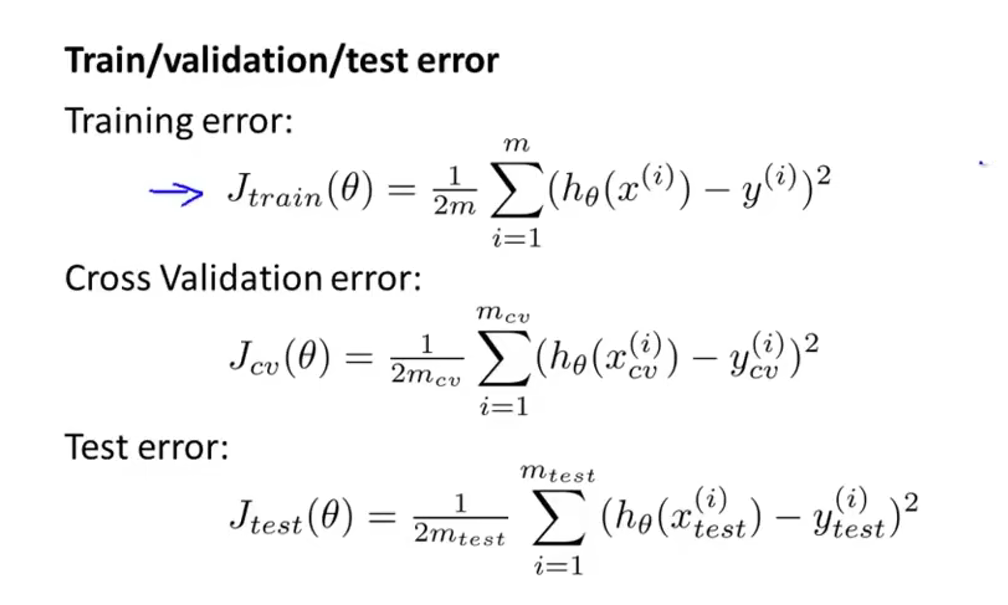 Train/validation/test error
Training error:
→ J_train(θ) = 1/2m ∑_{i=1}^{m} (h_θ(x^(i)) − y^(i))²
Cross Validation error:
J_cv(θ) = 1/2m_cv ∑_{i=1}^{m_cv} (h_θ(x_cv^(i)) − y_cv^(i))²
Test error:
J_test(θ) = 1/2m_test ∑_{i=1}^{m_test} (h_θ(x_test^(i)) − y_test^(i))²